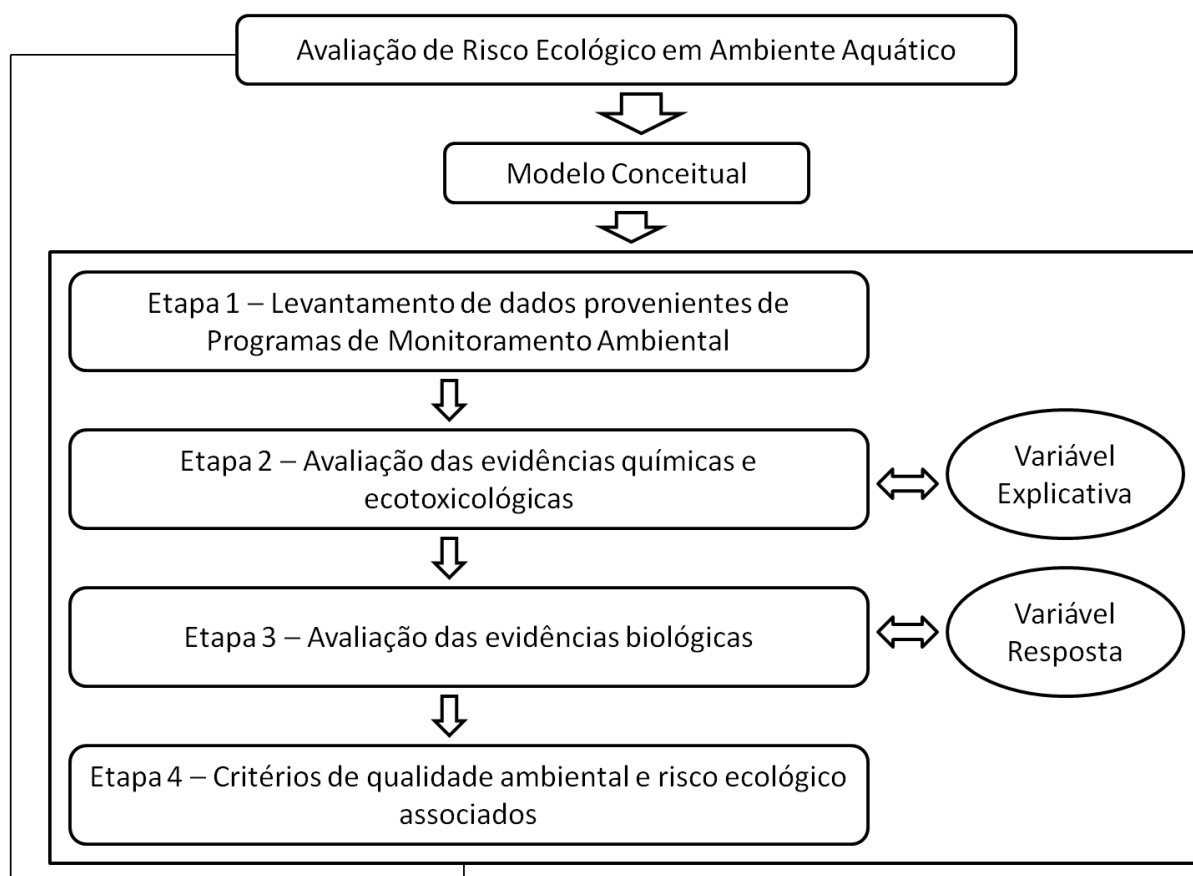 Avaliação de Risco Ecológico em Ambiente Aquático
Modelo Conceitual
Etapa 1 – Levantamento de dados provenientes de
Programas de Monitoramento Ambiental
Etapa 2 – Avaliação das evidências químicas e
ecotoxicológicas
Variável
Explicativa
Etapa 3 – Avaliação das evidências biológicas
Variável
Resposta
Etapa 4 – Critérios de qualidade ambiental e risco ecológico
associados